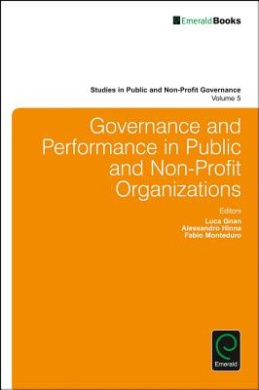 EmeraldBooks
Studies in Public and Non-Profit Governance
Volume 5
Governance and
Performance in Public
and Non-Profit
Organizations
Editors
Luca Gnan
Alessandro Hinna
Fabio Monteduro
Emerald